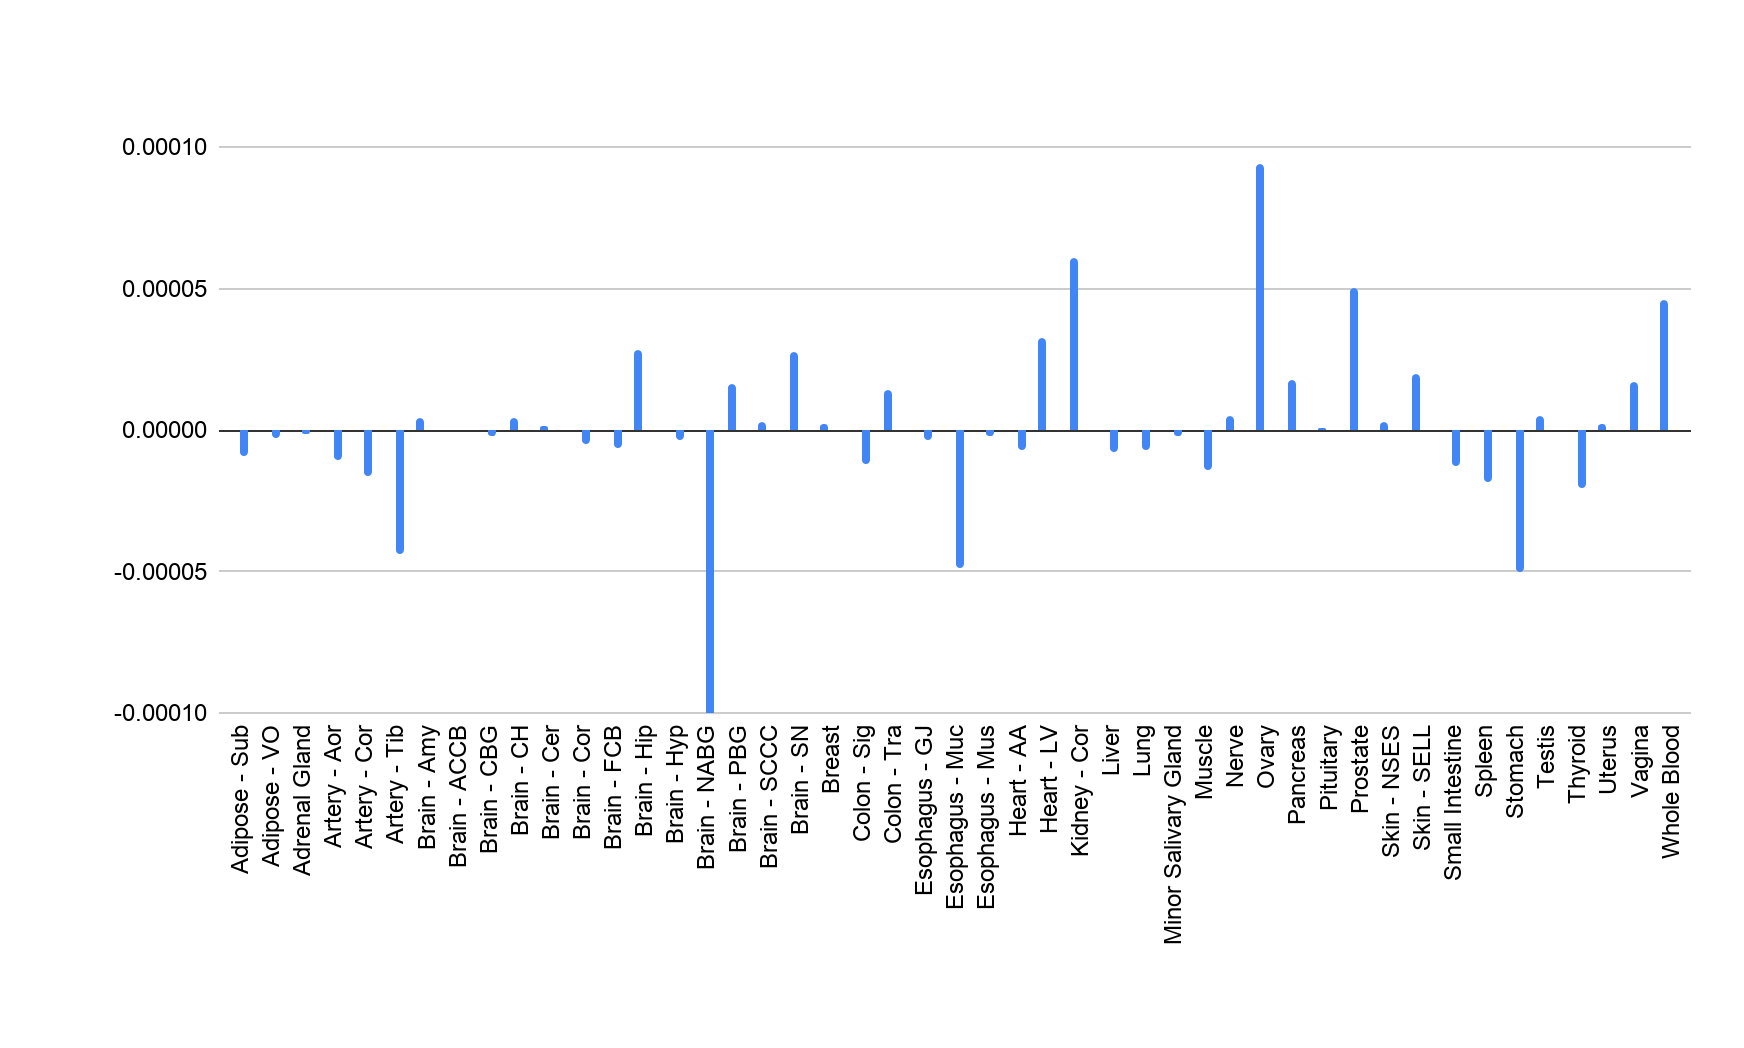 0.00010
0.00005
0.00000
-0.00005
-0.00010
Adipose - Sub
Adipose - VO
Adrenal Gland
Artery - Aor
Artery - Cor
Artery - Tib
Brain - Amy
Brain - ACCB
Brain - CBG
Brain - CH
Brain - Cer
Brain - Cor
Brain - FCB
Brain - Hip
Brain - Hyp
Brain - NABG
Brain - PBG
Brain - SCCC
Brain - SN
Breast
Colon - Sig
Colon - Tra
Esophagus - GJ
Esophagus - Muc
Esophagus - Mus
Heart - AA
Heart - LV
Kidney - Cor
Liver
Lung
Minor Salivary Gland
Muscle
Nerve
Ovary
Pancreas
Pituitary
Prostate
Skin - NSES
Skin - SELL
Small Intestine
Spleen
Stomach
Testis
Thyroid
Uterus
Vagina
Whole Blood